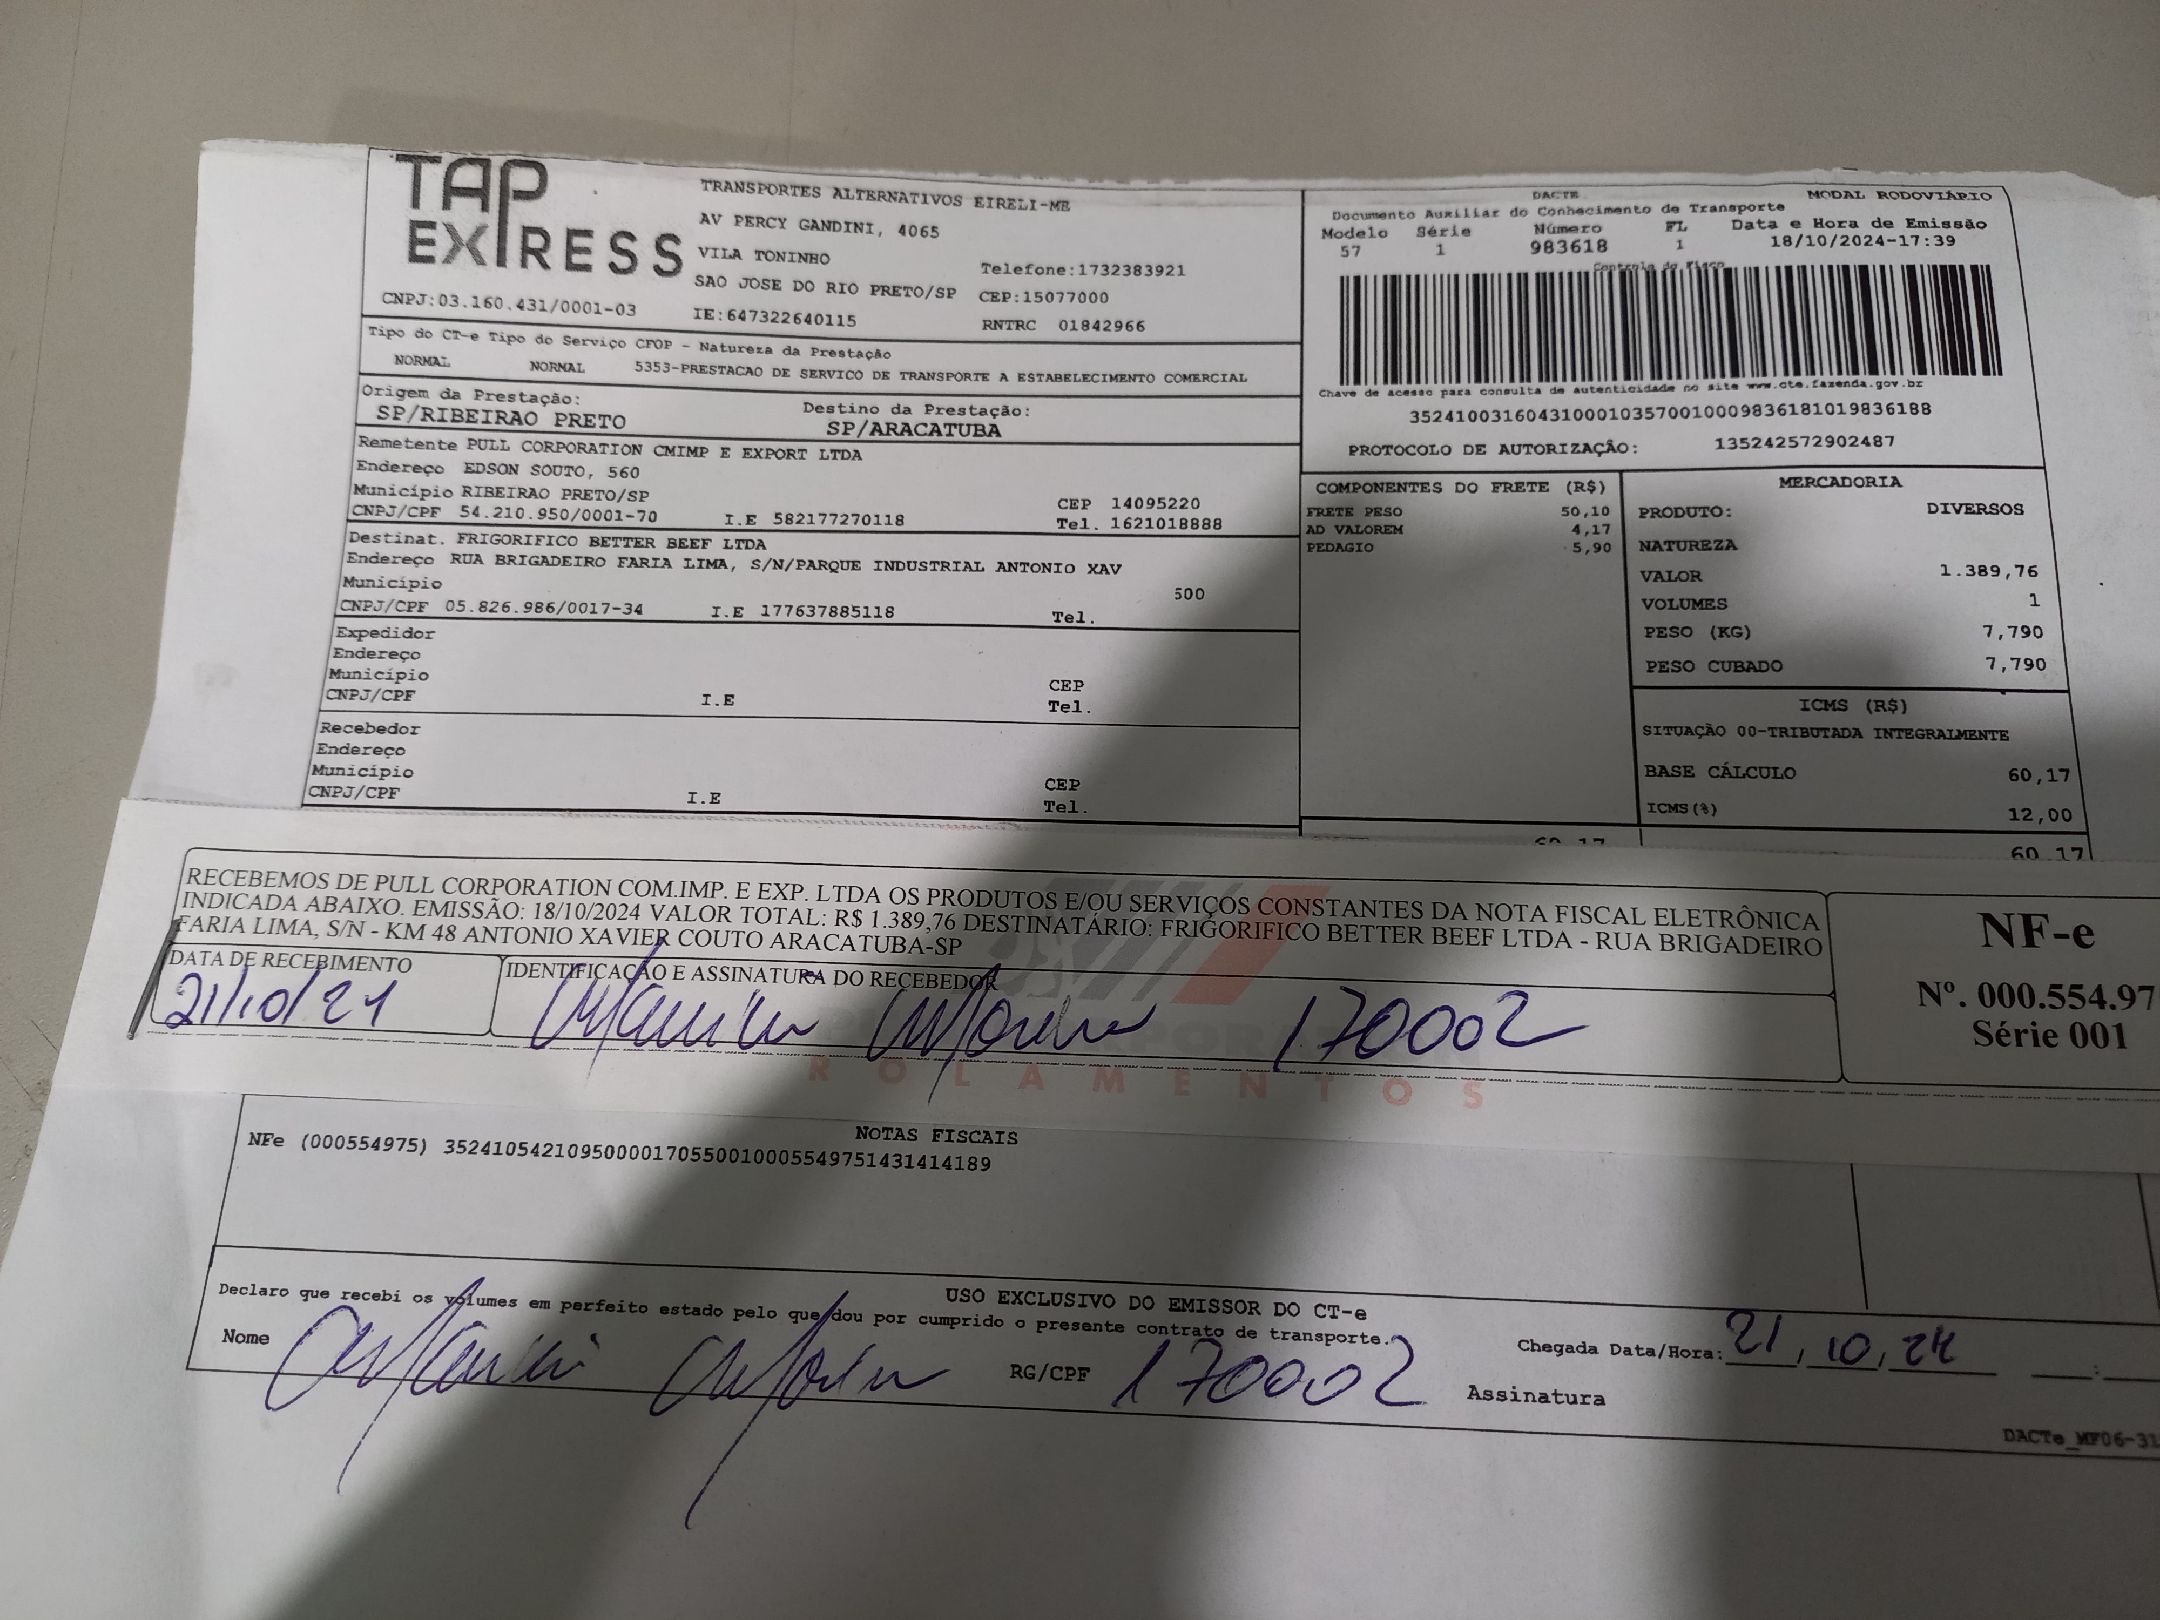 TAP EXPRESS
TRANSPORTES ALTERNATIVOS EIRELI-ME
AV PERCY GANDINI, 4065
VILA TONINHO
Telefone:1732383921
SAO JOSE DO RIO PRETO/SP CEP:15077000
CNPJ:03.160.431/0001-03 IE:647322640115 RNTRC 01842966
Tipo do CT-e Tipo do Serviço CFOP - Natureza da Prestação
NORMAL NORMAL 5353-PRESTACAO DE SERVICO DE TRANSPORTE A ESTABELECIMENTO COMERCIAL
Origem da Prestação: Destino da Prestação:
SP/RIBEIRAO PRETO SP/ARACATUBA
Remetente PULL CORPORATION CMIMP E EXPORT LTDA
Endereço EDSON SOUTO, 560
Município RIBEIRAO PRETO/SP CEP 14095220
CNPJ/CPF 54.210.950/0001-70 I.E 582177270118 Tel. 1621018888
Destinat. FRIGORIFICO BETTER BEEF LTDA
Endereço RUA BRIGADEIRO FARIA LIMA, S/N/PARQUE INDUSTRIAL ANTONIO XAV
Município 500
CNPJ/CPF 05.826.986/0017-34 I.E 177637885118 Tel.
Expedidor
Endereço
Município CEP
CNPJ/CPF I.E Tel.
Recebedor
Endereço
Município CEP
CNPJ/CPF I.E Tel.
DACTE MODAL RODOVIÁRIO
Documento Auxiliar do Conhecimento de Transporte
Modelo Série Número FL Data e Hora de Emissão
57 1 983618 1 18/10/2024-17:39
Controle do Fisco
Chave de acesso para consulta de autenticidade no site www.cte.fazenda.gov.br
35241003160431000103570010009836181019836188
PROTOCOLO DE AUTORIZAÇÃO: 135242572902487
COMPONENTES DO FRETE (R$)
FRETE PESO 50,10
AD VALOREM 4,17
PEDAGIO 5,90
MERCADORIA
PRODUTO: DIVERSOS
NATUREZA
VALOR 1.389,76
VOLUMES 1
PESO (KG) 7,790
PESO CUBADO 7,790
ICMS (R$)
SITUAÇÃO 00-TRIBUTADA INTEGRALMENTE
BASE CÁLCULO 60,17
ICMS(%) 12,00
60,17 60,17
RECEBEMOS DE PULL CORPORATION COM.IMP. E EXP. LTDA OS PRODUTOS E/OU SERVIÇOS CONSTANTES DA NOTA FISCAL ELETRÔNICA
INDICADA ABAIXO. EMISSÃO: 18/10/2024 VALOR TOTAL: R$ 1.389,76 DESTINATÁRIO: FRIGORIFICO BETTER BEEF LTDA - RUA BRIGADEIRO
FARIA LIMA, S/N - KM 48 ANTONIO XAVIER COUTO ARACATUBA-SP
DATA DE RECEBIMENTO IDENTIFICAÇÃO E ASSINATURA DO RECEBEDOR
21/10/24 170002
ROLAMENTOS
NF-e
Nº. 000.554.97
Série 001
NOTAS FISCAIS
NFe (000554975) 35241054210950000170550010005549751431414189
USO EXCLUSIVO DO EMISSOR DO CT-e
Declaro que recebi os volumes em perfeito estado pelo que dou por cumprido o presente contrato de transporte.
Nome RG/CPF 170002 Chegada Data/Hora: 21, 10, 24 :
Assinatura
DACTe_MF06-31